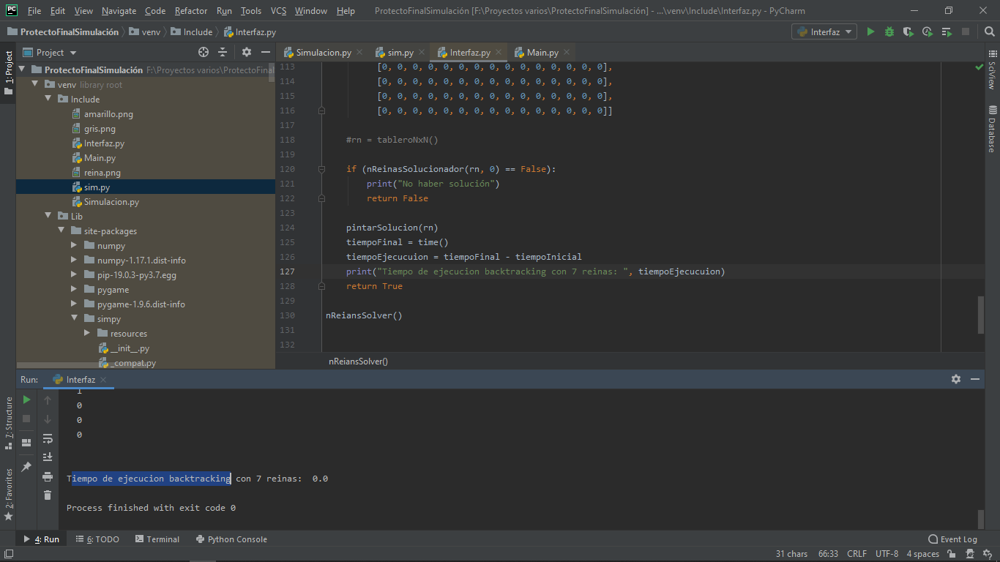 PC File Edit View Navigate Code Refactor Run Tools VCS Window Help ProtectoFinalSimulación [F:\Proyectos varios\ProtectoFinalSimulación] - ...\venv\Include\Interfaz.py - PyCharm
ProtectoFinalSimulación venv Include Interfaz.py Interfaz
Project
Simulacion.py sim.py Interfaz.py Main.py
1: Project
SciView
Database
ProtectoFinalSimulación F:\Proyectos varios\ProtectoFinal
venv library root
Include
amarillo.png
gris.png
Interfaz.py
Main.py
reina.png
sim.py
Simulacion.py
Lib
site-packages
numpy
numpy-1.17.1.dist-info
pip-19.0.3-py3.7.egg
pygame
pygame-1.9.6.dist-info
simpy
resources
__init__.py
_compat.py
113 [0, 0, 0, 0, 0, 0, 0, 0, 0, 0, 0, 0, 0, 0, 0],
114 [0, 0, 0, 0, 0, 0, 0, 0, 0, 0, 0, 0, 0, 0, 0],
115 [0, 0, 0, 0, 0, 0, 0, 0, 0, 0, 0, 0, 0, 0, 0],
116 [0, 0, 0, 0, 0, 0, 0, 0, 0, 0, 0, 0, 0, 0, 0]]
117
118 #rn = tableroNxN()
119
120 if (nReinasSolucionador(rn, 0) == False):
121 print("No haber solución")
122 return False
123
124 pintarSolucion(rn)
125 tiempoFinal = time()
126 tiempoEjecucuion = tiempoFinal - tiempoInicial
127 print("Tiempo de ejecucion backtracking con 7 reinas: ", tiempoEjecucuion)
128 return True
129
130 nReiansSolver()
131
132
nReiansSolver()
Run: Interfaz
7: Structure
2: Favorites
1
0
0
0
Tiempo de ejecucion backtracking con 7 reinas:  0.0
Process finished with exit code 0
4: Run 6: TODO Terminal Python Console Event Log
31 chars 66:33 CRLF UTF-8 4 spaces